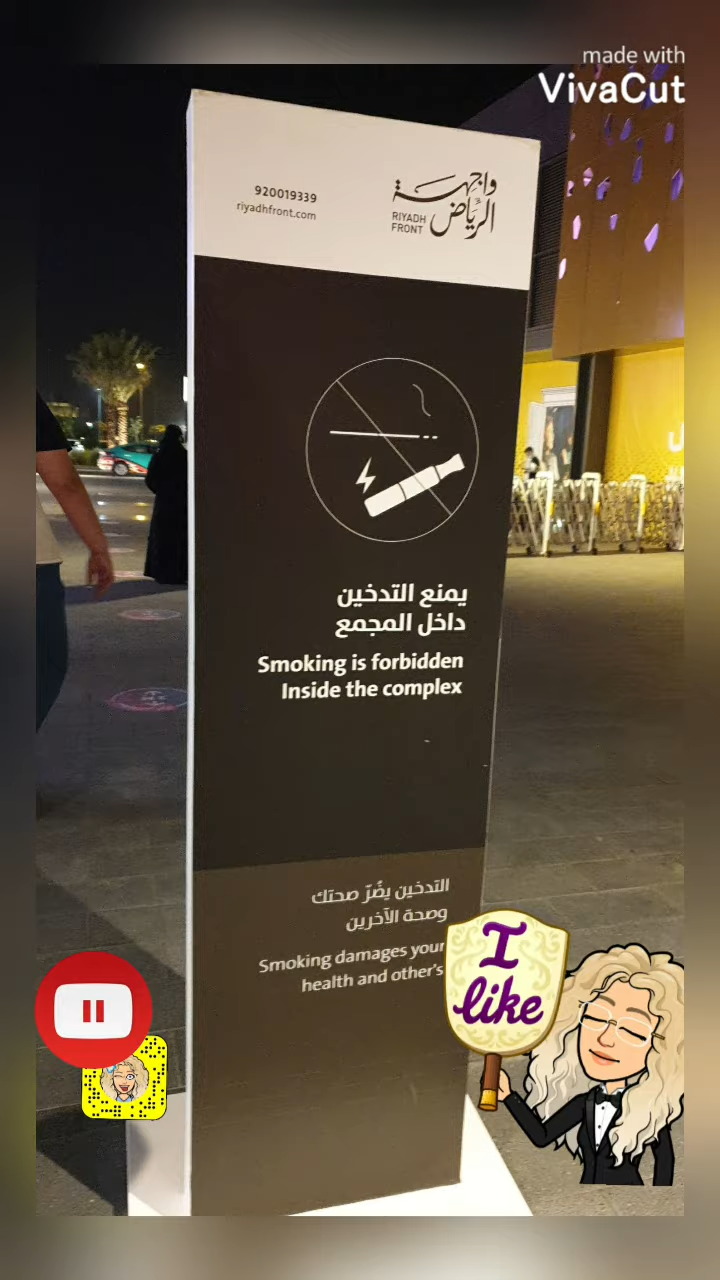 made with
VivaCut
920019339
riyadhfront.com
واجهة
الرياض
RIYADH
FRONT
يمنع التدخين
داخل المجمع
Smoking is forbidden
Inside the complex
التدخين يضُرّ صحتك
وصحة الآخرين
Smoking damages your
health and other's
I
like